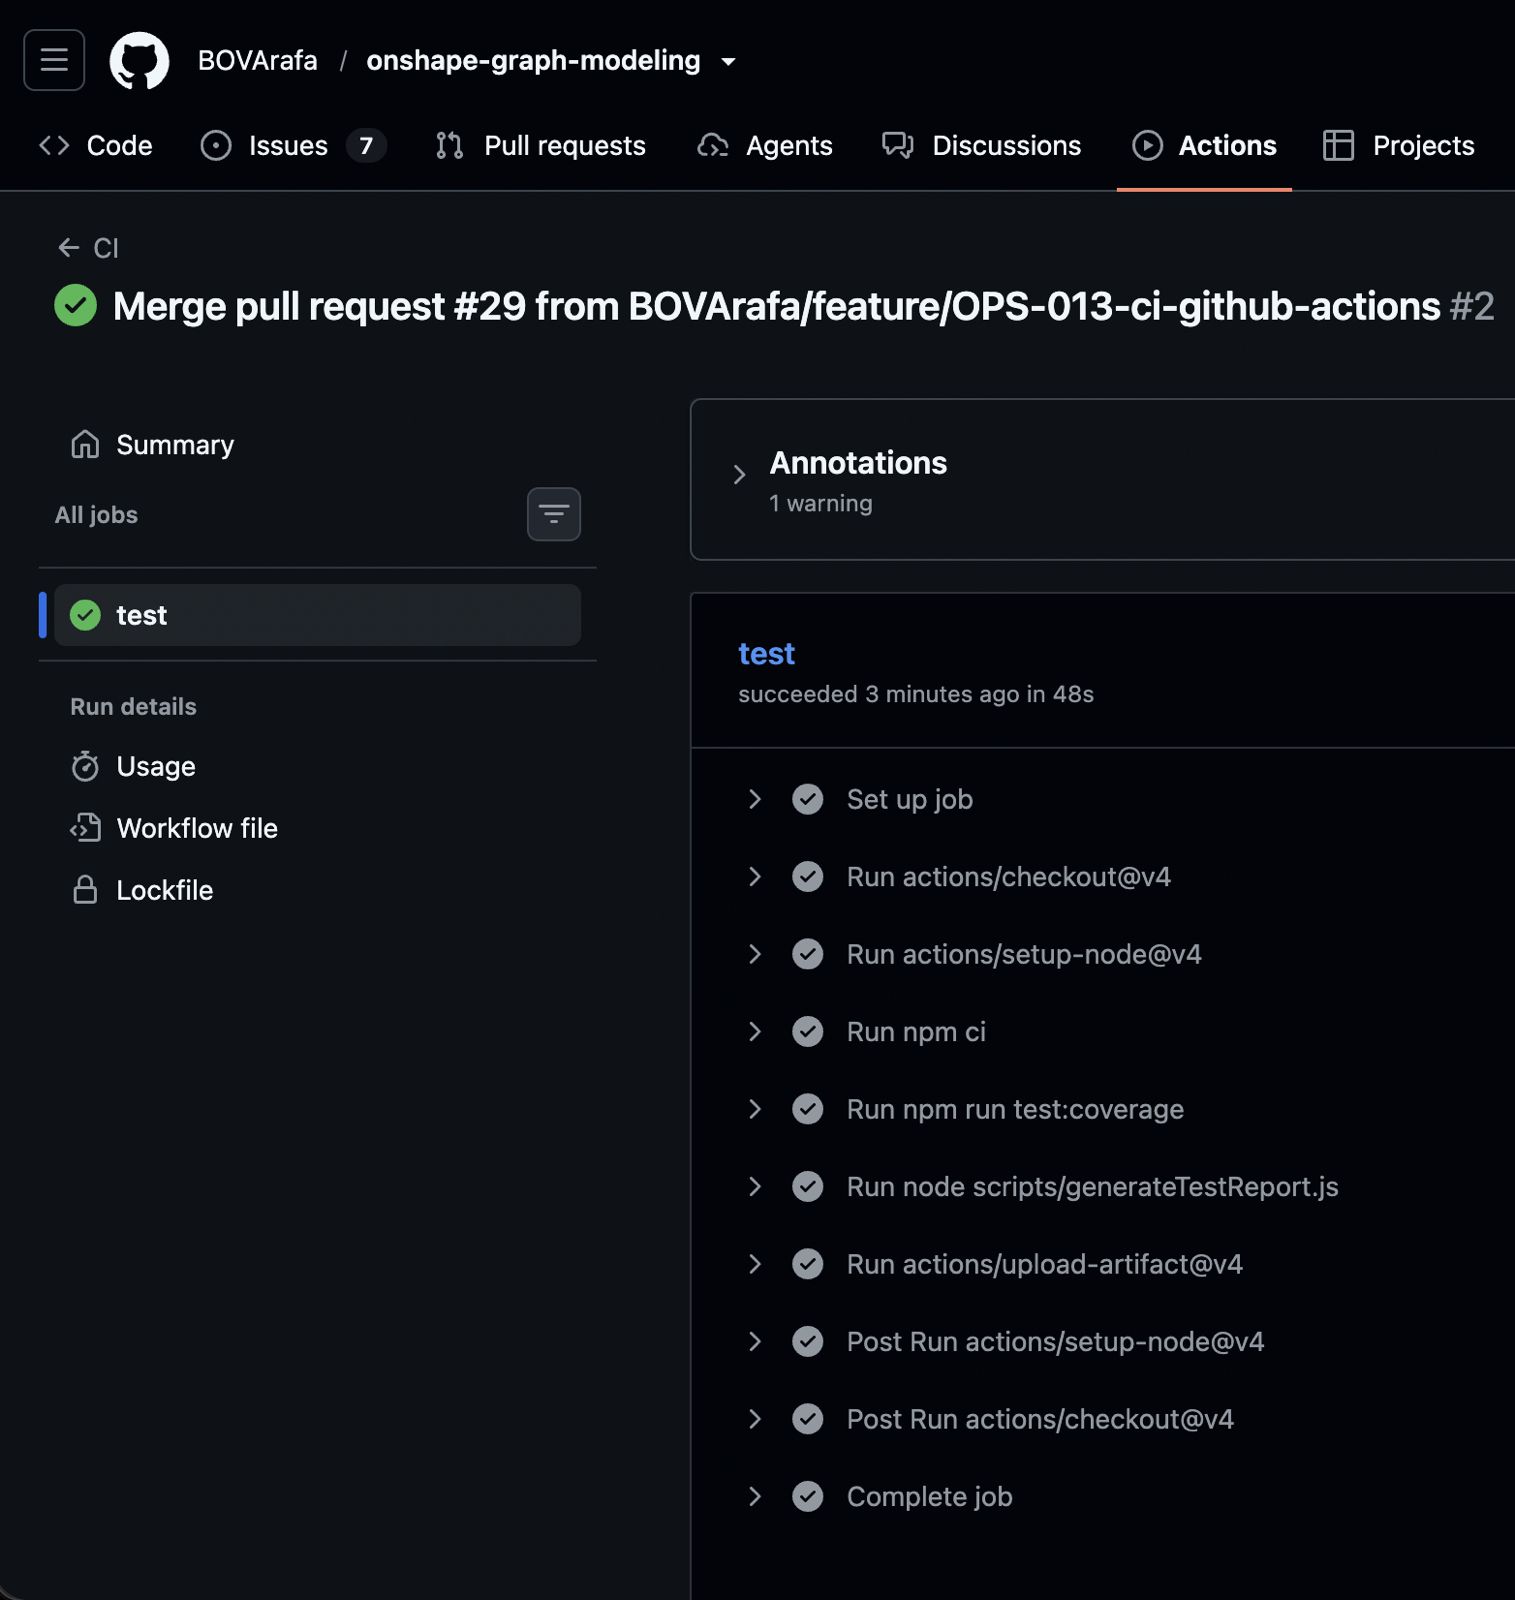 BOVArafa / onshape-graph-modeling
Code Issues 7 Pull requests Agents Discussions Actions Projects
CI
Merge pull request #29 from BOVArafa/feature/OPS-013-ci-github-actions #2
Summary
All jobs
test
Run details
Usage
Workflow file
Lockfile
Annotations
1 warning
test
succeeded 3 minutes ago in 48s
Set up job
Run actions/checkout@v4
Run actions/setup-node@v4
Run npm ci
Run npm run test:coverage
Run node scripts/generateTestReport.js
Run actions/upload-artifact@v4
Post Run actions/setup-node@v4
Post Run actions/checkout@v4
Complete job